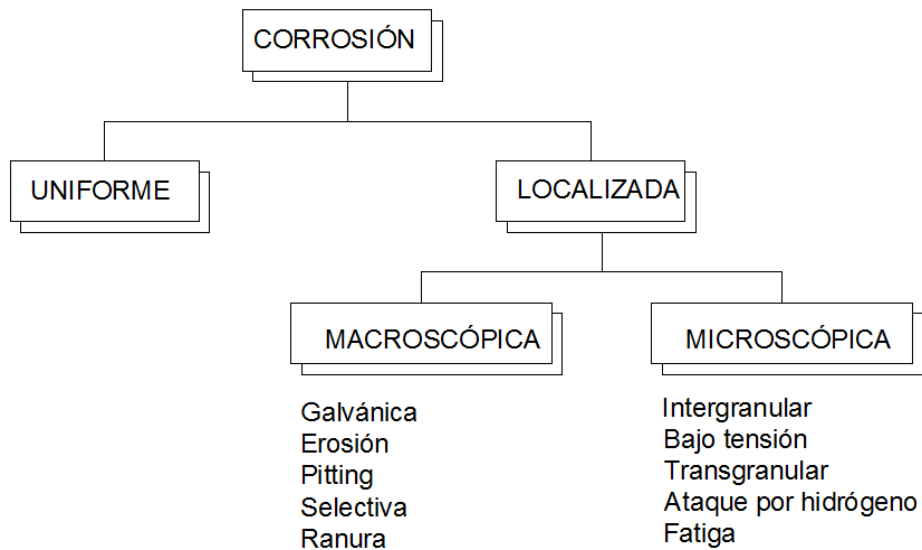 CORROSIÓN
UNIFORME
LOCALIZADA
MACROSCÓPICA
MICROSCÓPICA
Galvánica
Erosión
Pitting
Selectiva
Ranura
Intergranular
Bajo tensión
Transgranular
Ataque por hidrógeno
Fatiga